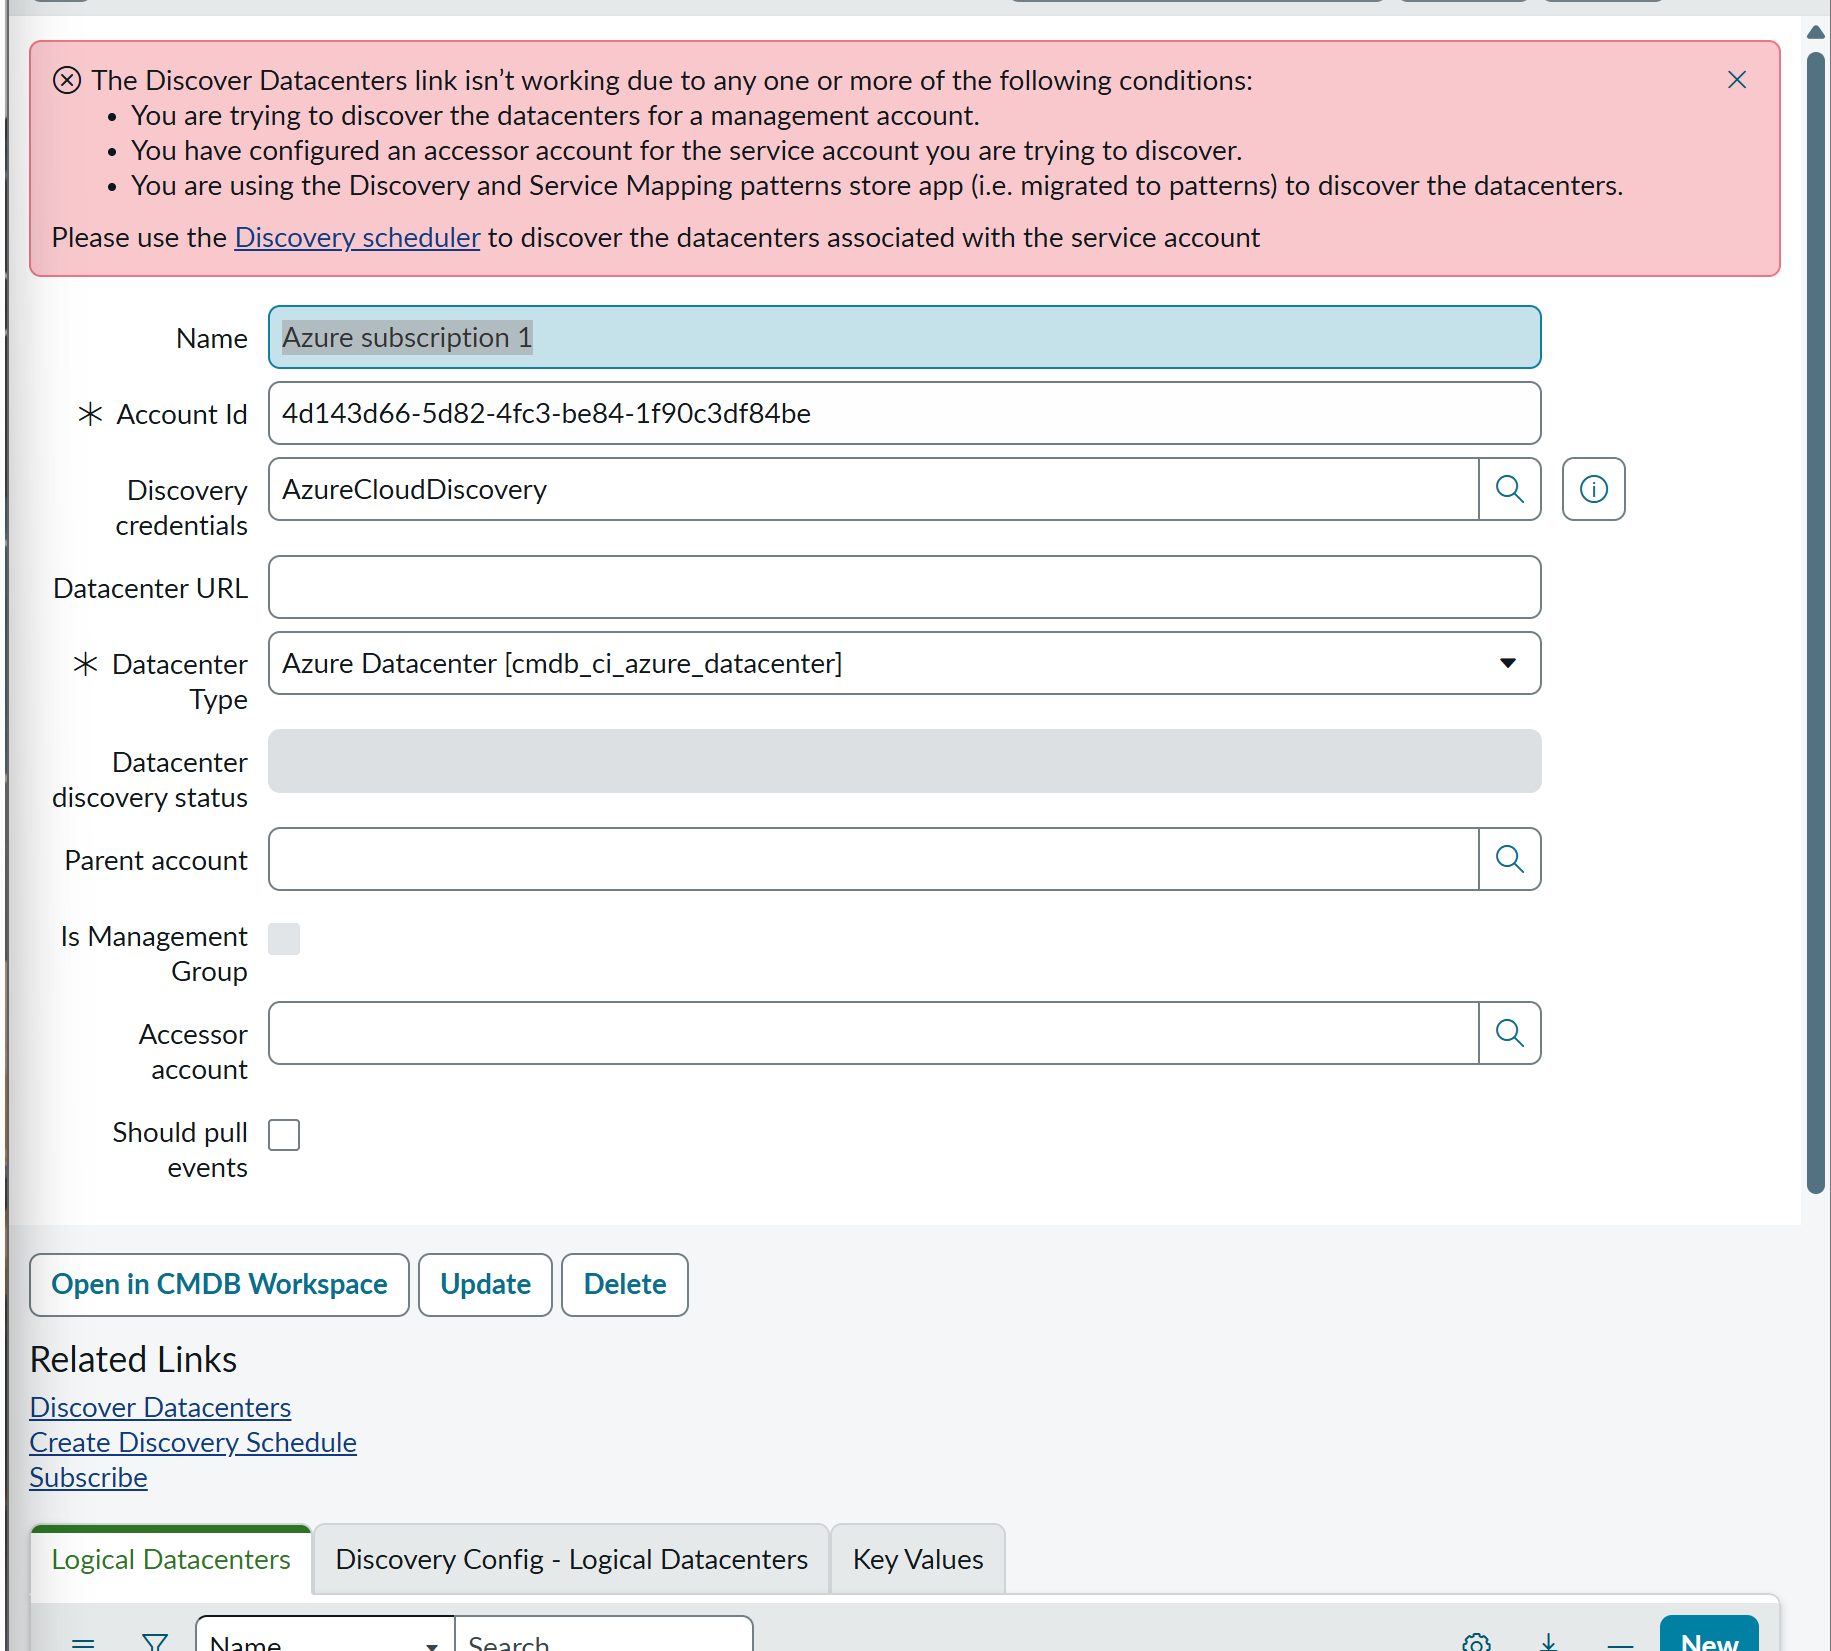 The Discover Datacenters link isn’t working due to any one or more of the following conditions:
• You are trying to discover the datacenters for a management account.
• You have configured an accessor account for the service account you are trying to discover.
• You are using the Discovery and Service Mapping patterns store app (i.e. migrated to patterns) to discover the datacenters.
Please use the Discovery scheduler to discover the datacenters associated with the service account
Name Azure subscription 1
Account Id 4d143d66-5d82-4fc3-be84-1f90c3df84be
Discovery credentials AzureCloudDiscovery
Datacenter URL
Datacenter Type Azure Datacenter [cmdb_ci_azure_datacenter]
Datacenter discovery status
Parent account
Is Management Group
Accessor account
Should pull events
Open in CMDB Workspace Update Delete
Related Links
Discover Datacenters
Create Discovery Schedule
Subscribe
Logical Datacenters Discovery Config - Logical Datacenters Key Values
Name Search New